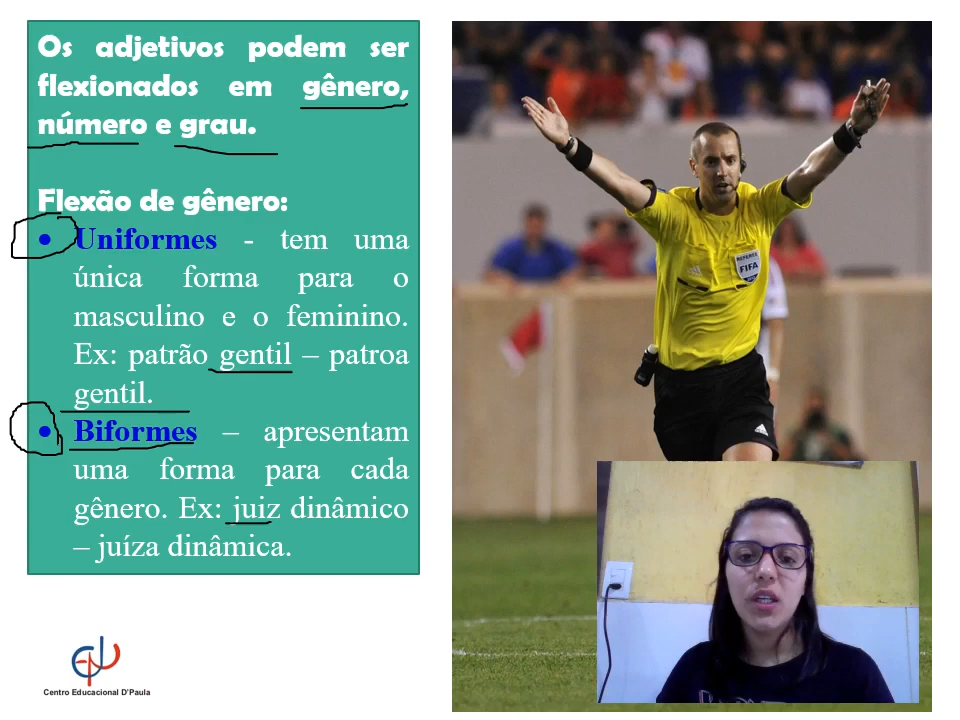 Os adjetivos podem ser
flexionados em gênero,
número e grau.
Flexão de gênero:
• Uniformes - tem uma
única forma para o
masculino e o feminino.
Ex: patrão gentil – patroa
gentil.
• Biformes – apresentam
uma forma para cada
gênero. Ex: juiz dinâmico
– juíza dinâmica.
REFEREE
FIFA
adidas
Centro Educacional D'Paula